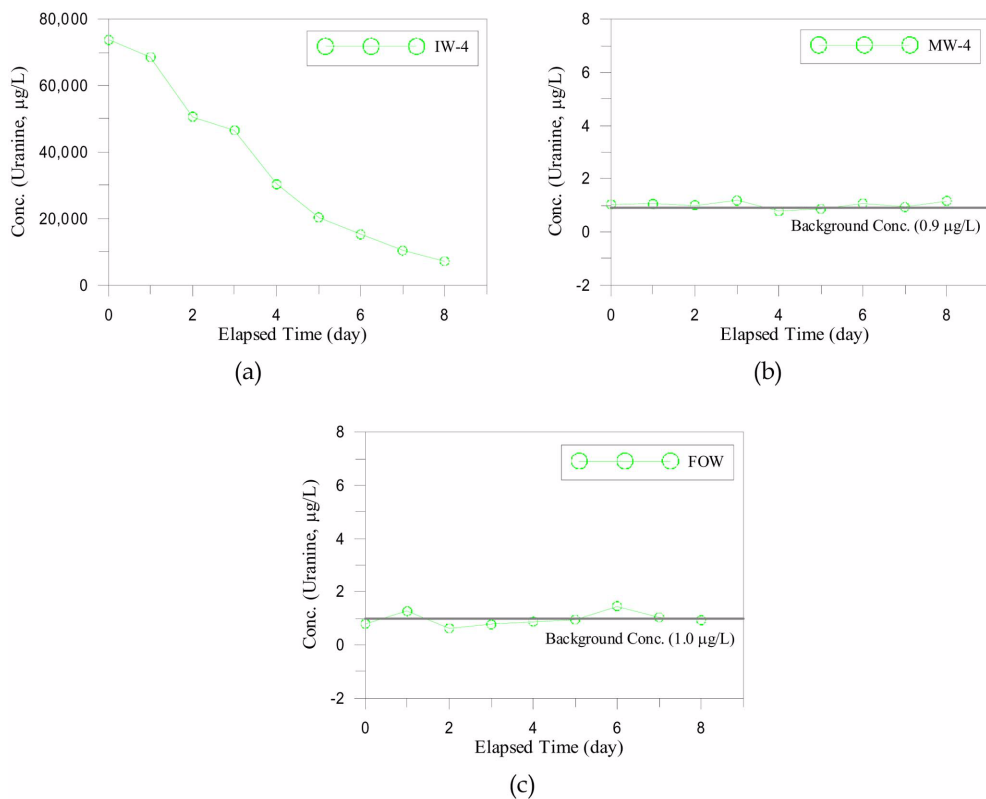 Conc. (Uranine, µg/L)
80,000
60,000
40,000
20,000
0
IW-4
0 2 4 6 8
Elapsed Time (day)
(a)
Conc. (Uranine, µg/L)
8
6
4
2
0
-2
MW-4
Background Conc. (0.9 µg/L)
0 2 4 6 8
Elapsed Time (day)
(b)
Conc. (Uranine, µg/L)
8
6
4
2
0
-2
FOW
Background Conc. (1.0 µg/L)
0 2 4 6 8
Elapsed Time (day)
(c)